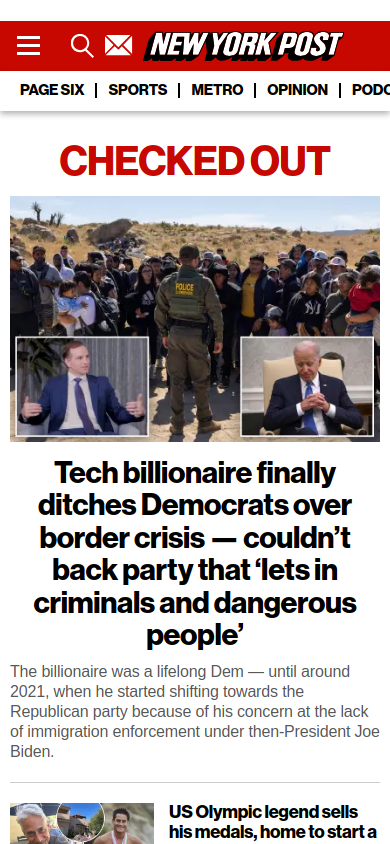 NEW YORK POST
PAGE SIX
SPORTS
METRO
OPINION
PODC
CHECKED OUT
POLICE
Tech billionaire finally
ditches Democrats over
border crisis — couldn’t
back party that ‘lets in
criminals and dangerous
people’
The billionaire was a lifelong Dem — until around
2021, when he started shifting towards the
Republican party because of his concern at the lack
of immigration enforcement under then-President Joe
Biden.
US Olympic legend sells
his medals, home to start a